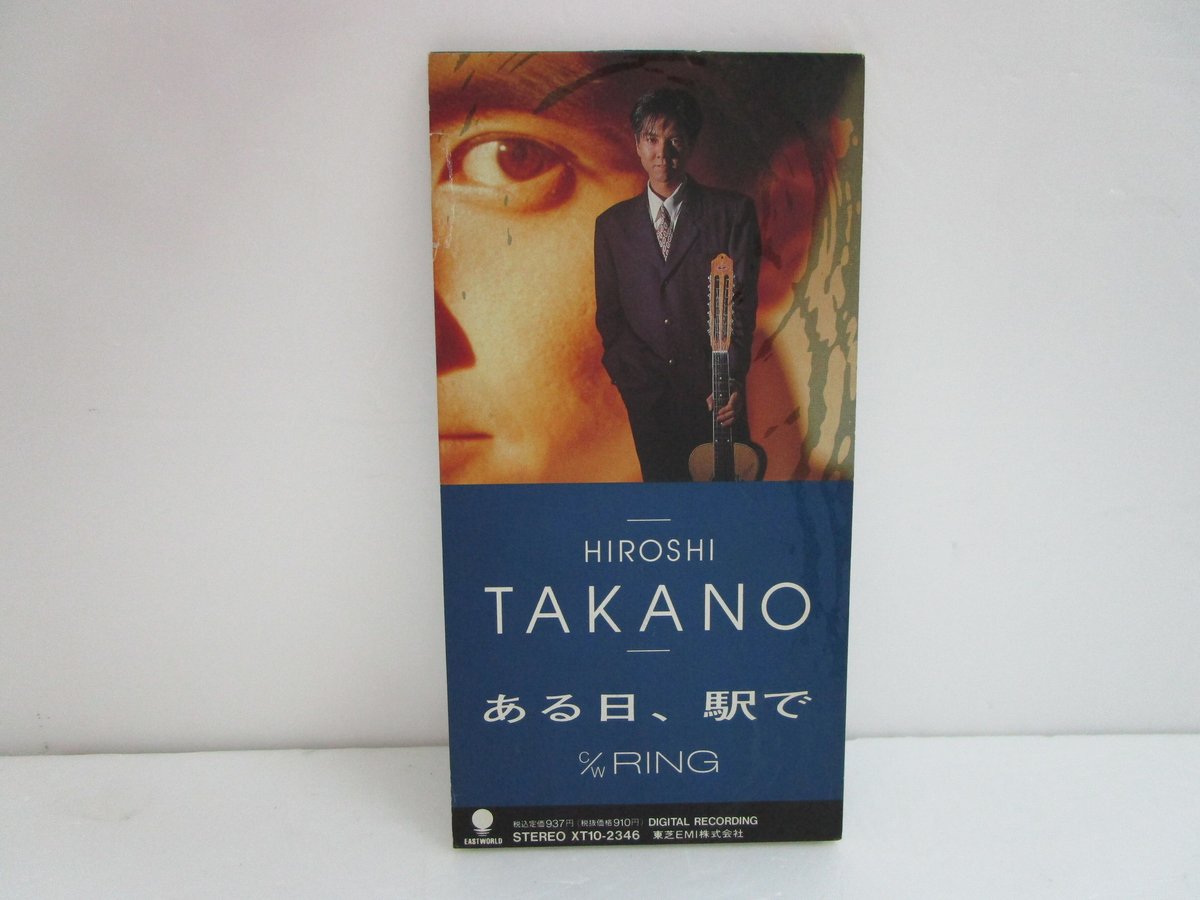 HIROSHI
TAKANO
ある日、駅で
C/W RING
税込定価937円(税抜価格910円) DIGITAL RECORDING
EASTWORLD STEREO XT10-2346 東芝EMI株式会社